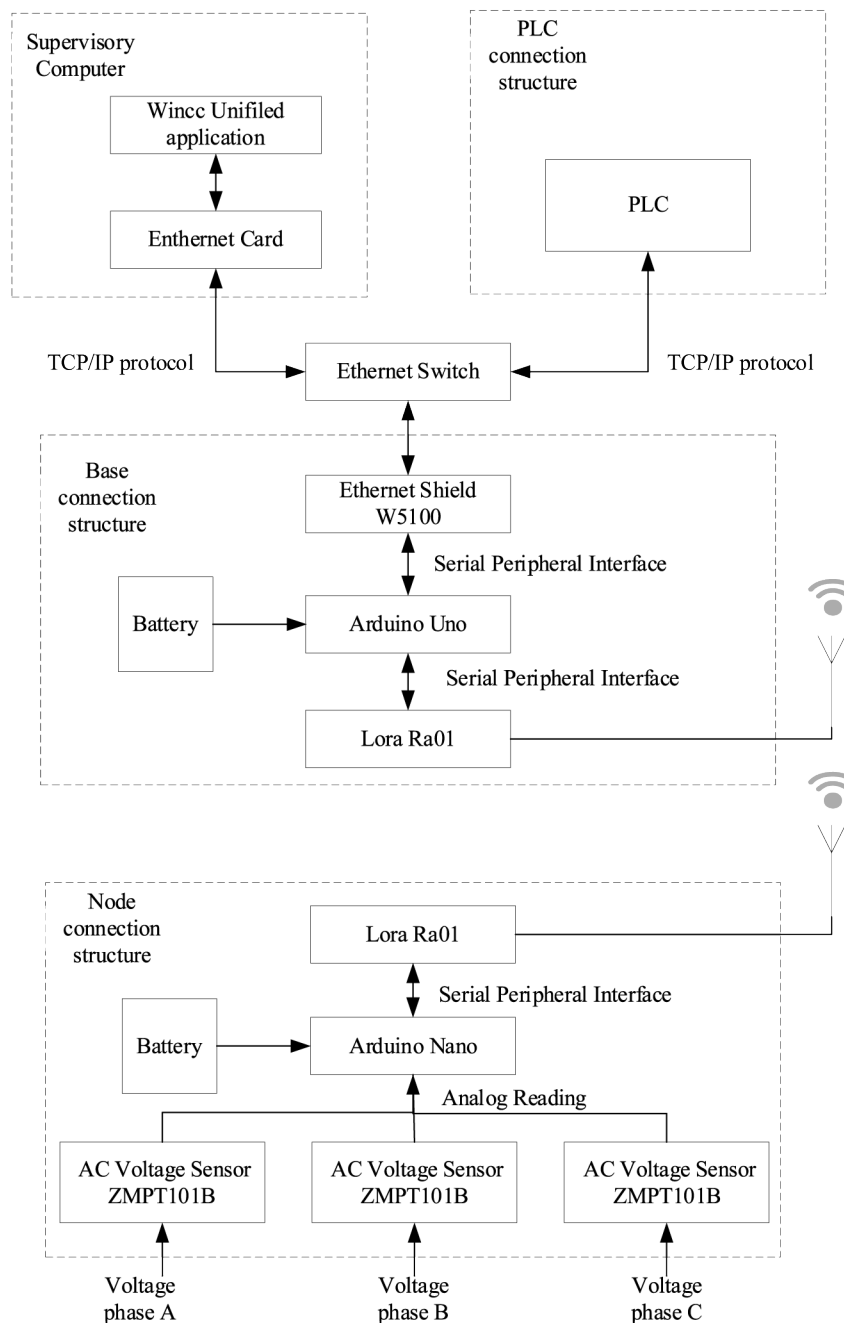 Supervisory
Computer
Wincc Unifiled
application
Enthernet Card
PLC
connection
structure
PLC
TCP/IP protocol
Ethernet Switch
TCP/IP protocol
Base
connection
structure
Ethernet Shield
W5100
Serial Peripheral Interface
Battery
Arduino Uno
Serial Peripheral Interface
Lora Ra01
Node
connection
structure
Lora Ra01
Serial Peripheral Interface
Battery
Arduino Nano
Analog Reading
AC Voltage Sensor
ZMPT101B
AC Voltage Sensor
ZMPT101B
AC Voltage Sensor
ZMPT101B
Voltage
phase A
Voltage
phase B
Voltage
phase C